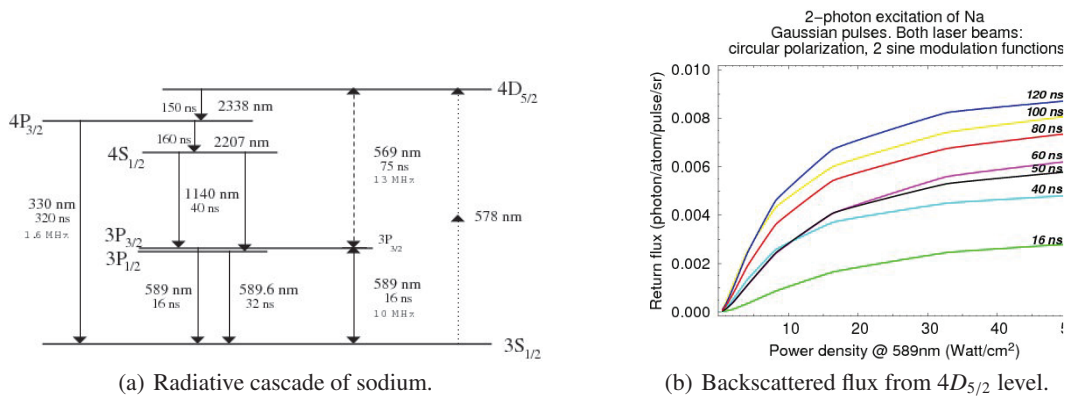 4D5/2
150 ns 2338 nm
4P3/2
160 ns 2207 nm
4S1/2
569 nm
75 ns
13 MHz
1140 nm
40 ns
578 nm
330 nm
320 ns
1.6 MHz
3P3/2
3P3/2
3P1/2
589 nm
16 ns
589.6 nm
32 ns
589 nm
16 ns
10 MHz
3S1/2
(a) Radiative cascade of sodium.
2−photon excitation of Na
Gaussian pulses. Both laser beams:
circular polarization, 2 sine modulation functions
Return flux (photon/atom/pulse/sr)
0.010
0.008
0.006
0.004
0.002
0.000
120 ns
100 ns
80 ns
60 ns
50 ns
40 ns
16 ns
10 20 30 40 5
Power density @ 589nm (Watt/cm2)
(b) Backscattered flux from 4D5/2 level.